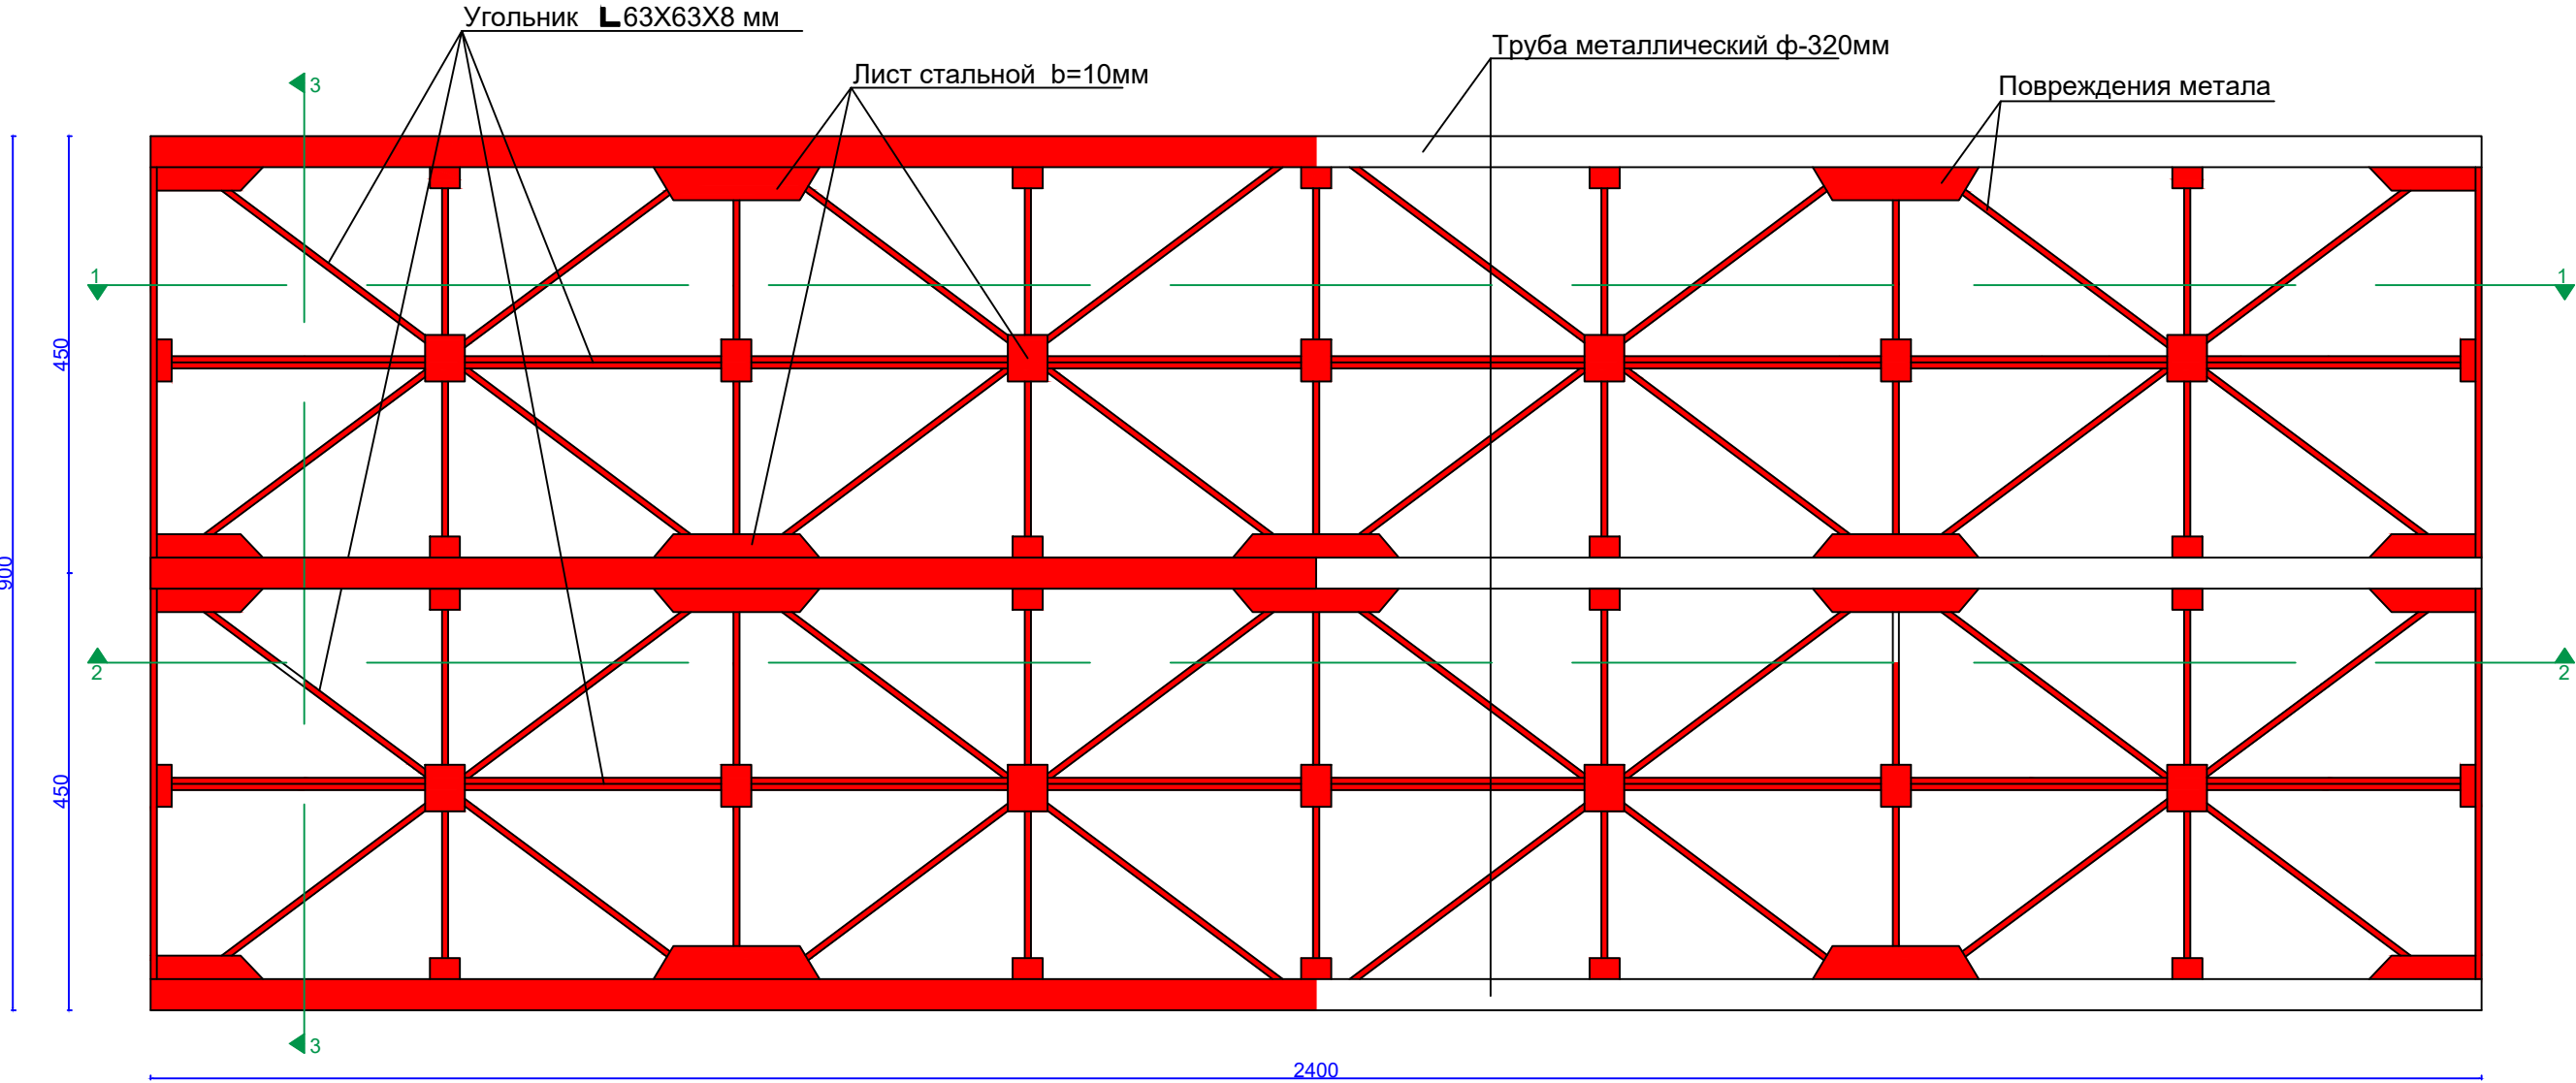 Угольник 63X63X8 мм
Труба металлический ф-320мм
Лист стальной b=10мм
Повреждения метала
3
1
1
450
900
2
2
450
3
2400